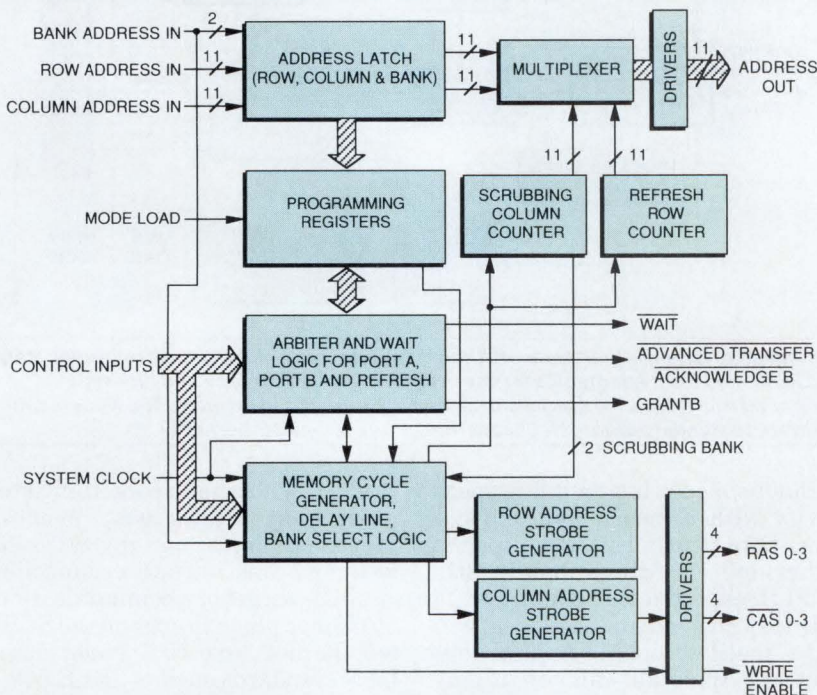 BANK ADDRESS IN
2
ROW ADDRESS IN
11
COLUMN ADDRESS IN
11
ADDRESS LATCH
(ROW, COLUMN & BANK)
11
11
MULTIPLEXER
DRIVERS
11
ADDRESS
OUT
11
11
MODE LOAD
PROGRAMMING
REGISTERS
SCRUBBING
COLUMN
COUNTER
REFRESH
ROW
COUNTER
CONTROL INPUTS
ARBITER AND WAIT
LOGIC FOR PORT A,
PORT B AND REFRESH
WAIT
ADVANCED TRANSFER
ACKNOWLEDGE B
GRANTB
2 SCRUBBING BANK
SYSTEM CLOCK
MEMORY CYCLE
GENERATOR,
DELAY LINE,
BANK SELECT LOGIC
ROW ADDRESS
STROBE
GENERATOR
COLUMN ADDRESS
STROBE
GENERATOR
DRIVERS
4
RAS 0-3
4
CAS 0-3
WRITE
ENABLE